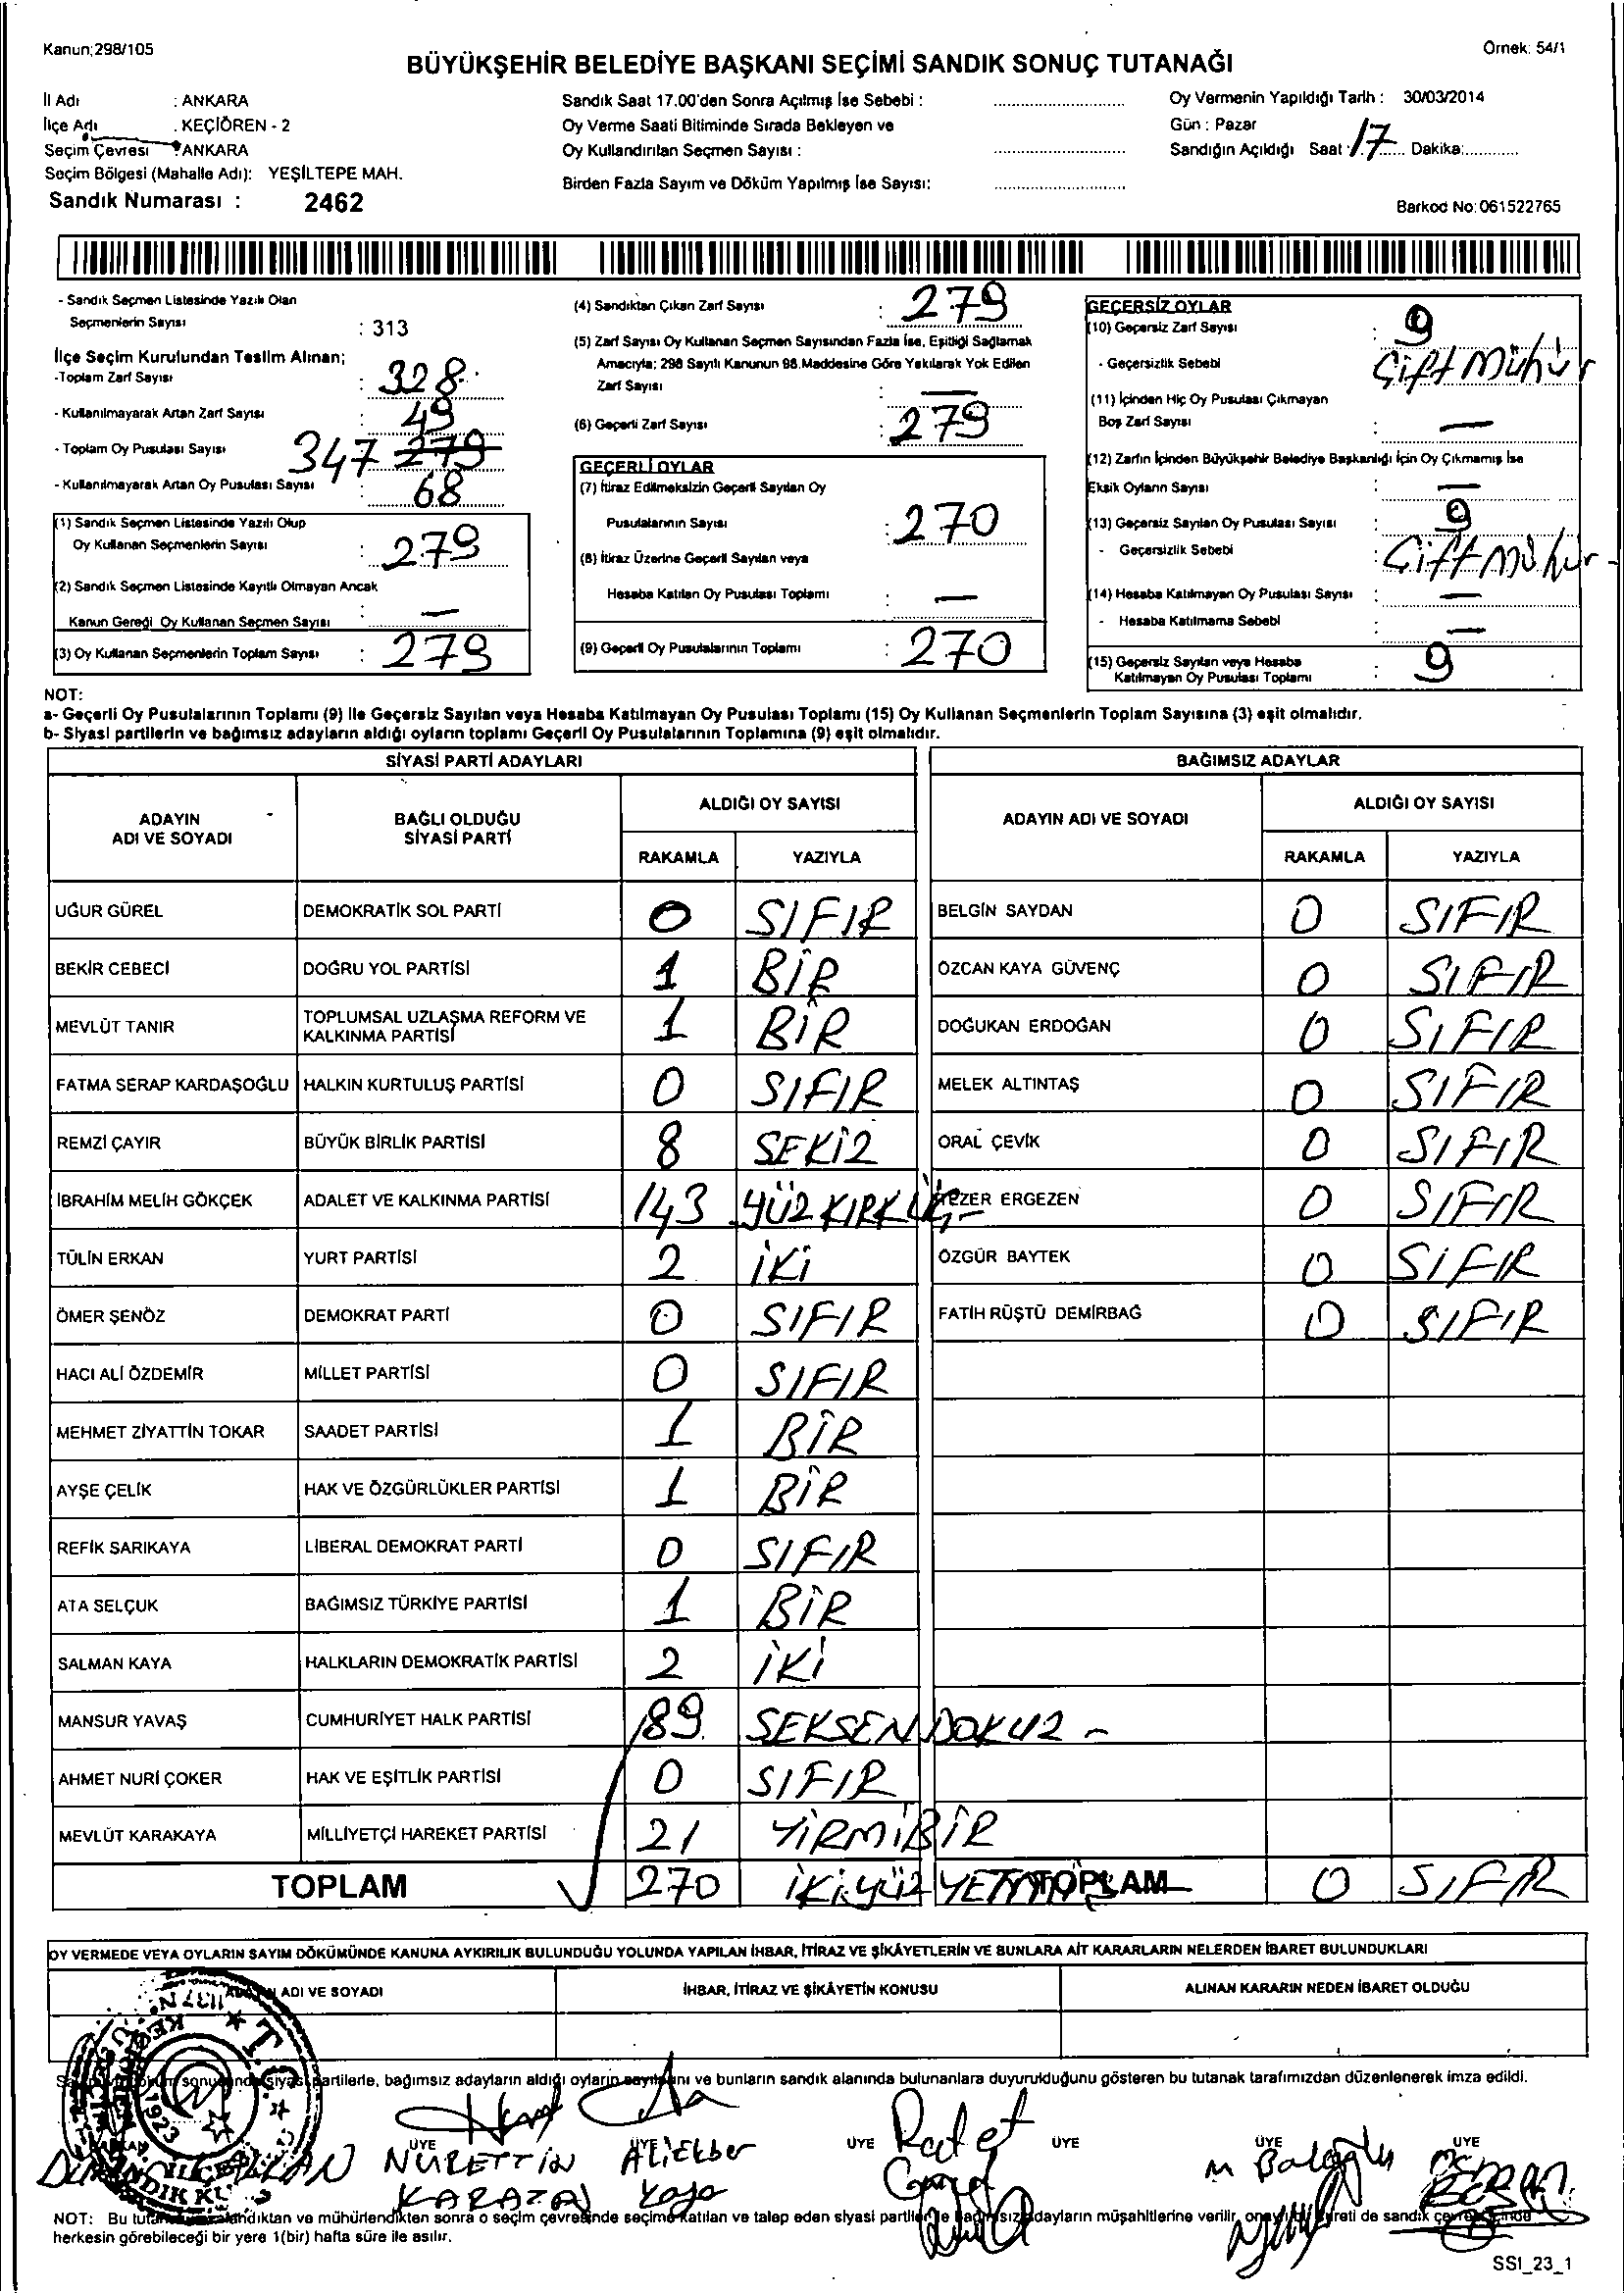 Kanun;298/105
Örnek: 54/1
BÜYÜKŞEHİR BELEDİYE BAŞKANI SEÇİMİ SANDIK SONUÇ TUTANAĞI
İl Adı : ANKARA
İlçe Adı : KEÇİÖREN - 2
Seçim Çevresi : ANKARA
Seçim Bölgesi (Mahalle Adı): YEŞİLTEPE MAH.
Sandık Numarası : 2462
Sandık Saat 17.00'den Sonra Açılmış İse Sebebi :
Oy Verme Saati Bitiminde Sırada Bekleyen ve
Oy Kullandırılan Seçmen Sayısı :
Birden Fazla Sayım ve Döküm Yapılmış İse Sayısı:
Oy Vermenin Yapıldığı Tarih : 30/03/2014
Gün : Pazar
Sandığın Açıldığı Saat : 17 Dakika:
Barkod No: 061522765
- Sandık Seçmen Listesinde Yazılı Olan
Seçmenlerin Sayısı : 313
İlçe Seçim Kurulundan Teslim Alınan;
-Toplam Zarf Sayısı : 328
- Kullanılmayarak Artan Zarf Sayısı : 49
- Toplam Oy Pusulası Sayısı 347 279
- Kullanılmayarak Artan Oy Pusulası Sayısı 68
(1) Sandık Seçmen Listesinde Yazılı Olup
Oy Kullanan Seçmenlerin Sayısı : 279
(2) Sandık Seçmen Listesinde Kayıtlı Olmayan Ancak
Kanun Gereği Oy Kullanan Seçmen Sayısı : —
(3) Oy Kullanan Seçmenlerin Toplam Sayısı : 279
(4) Sandıktan Çıkan Zarf Sayısı : 279
(5) Zarf Sayısı Oy Kullanan Seçmen Sayısından Fazla İse, Eşitliği Sağlamak
Amacıyla; 298 Sayılı Kanunun 98.Maddesine Göre Yakılarak Yok Edilen
Zarf Sayısı : —
(6) Geçerli Zarf Sayısı : 279
GEÇERLİ OYLAR
(7) İtiraz Edilmeksizin Geçerli Sayılan Oy
Pusulalarının Sayısı : 270
(8) İtiraz Üzerine Geçerli Sayılan veya
Hesaba Katılan Oy Pusulası Toplamı : —
(9) Geçerli Oy Pusulalarının Toplamı : 270
GEÇERSİZ OYLAR
(10) Geçersiz Zarf Sayısı : 9
- Geçersizlik Sebebi : Çift Mühür
(11) İçinden Hiç Oy Pusulası Çıkmayan
Boş Zarf Sayısı : —
(12) Zarfın İçinden Büyükşehir Belediye Başkanlığı İçin Oy Çıkmamış İse
Eksik Oyların Sayısı : —
(13) Geçersiz Sayılan Oy Pusulası Sayısı : 9
- Geçersizlik Sebebi : Çift Mühür -
(14) Hesaba Katılmayan Oy Pusulası Sayısı : —
- Hesaba Katılmama Sebebi : —
(15) Geçersiz Sayılan veya Hesaba
Katılmayan Oy Pusulası Toplamı : 9
NOT:
a- Geçerli Oy Pusulalarının Toplamı (9) İle Geçersiz Sayılan veya Hesaba Katılmayan Oy Pusulası Toplamı (15) Oy Kullanan Seçmenlerin Toplam Sayısına (3) eşit olmalıdır.
b- Siyasi partilerin ve bağımsız adayların aldığı oyların toplamı Geçerli Oy Pusulalarının Toplamına (9) eşit olmalıdır.
SİYASİ PARTİ ADAYLARI
ADAYIN ADI VE SOYADI
BAĞLI OLDUĞU SİYASİ PARTİ
ALDIĞI OY SAYISI
RAKAMLA YAZIYLA
UĞUR GÜREL DEMOKRATİK SOL PARTİ 0 SIFIR
BEKİR CEBECİ DOĞRU YOL PARTİSİ 1 BİR
MEVLÜT TANIR TOPLUMSAL UZLAŞMA REFORM VE KALKINMA PARTİSİ 1 BİR
FATMA SERAP KARDAŞOĞLU HALKIN KURTULUŞ PARTİSİ 0 SIFIR
REMZİ ÇAYIR BÜYÜK BİRLİK PARTİSİ 8 SEKİZ
İBRAHİM MELİH GÖKÇEK ADALET VE KALKINMA PARTİSİ 143 YÜZ KIRK ÜÇ
TÜLİN ERKAN YURT PARTİSİ 2 İKİ
ÖMER ŞENÖZ DEMOKRAT PARTİ 0 SIFIR
HACI ALİ ÖZDEMİR MİLLET PARTİSİ 0 SIFIR
MEHMET ZİYATTİN TOKAR SAADET PARTİSİ 1 BİR
AYŞE ÇELİK HAK VE ÖZGÜRLÜKLER PARTİSİ 1 BİR
REFİK SARIKAYA LİBERAL DEMOKRAT PARTİ 0 SIFIR
ATA SELÇUK BAĞIMSIZ TÜRKİYE PARTİSİ 1 BİR
SALMAN KAYA HALKLARIN DEMOKRATİK PARTİSİ 2 İKİ
MANSUR YAVAŞ CUMHURİYET HALK PARTİSİ 89 SEKSEN DOKUZ -
AHMET NURİ ÇOKER HAK VE EŞİTLİK PARTİSİ 0 SIFIR
MEVLÜT KARAKAYA MİLLİYETÇİ HAREKET PARTİSİ 21 YİRMİBİR
TOPLAM 270 İKİYÜZ YETMİŞ
BAĞIMSIZ ADAYLAR
ADAYIN ADI VE SOYADI
ALDIĞI OY SAYISI
RAKAMLA YAZIYLA
BELGİN SAYDAN 0 SIFIR
ÖZCAN KAYA GÜVENÇ 0 SIFIR
DOĞUKAN ERDOĞAN 0 SIFIR
MELEK ALTINTAŞ 0 SIFIR
ORAL ÇEVİK 0 SIFIR
EZER ERGEZEN 0 SIFIR
ÖZGÜR BAYTEK 0 SIFIR
FATİH RÜŞTÜ DEMİRBAĞ 0 SIFIR
TOPLAM 0 SIFIR
OY VERMEDE VEYA OYLARIN SAYIM DÖKÜMÜNDE KANUNA AYKIRILIK BULUNDUĞU YOLUNDA YAPILAN İHBAR, İTİRAZ VE ŞİKÂYETLERİN VE BUNLARA AİT KARARLARIN NELERDEN İBARET BULUNDUKLARI
ADI VE SOYADI
İHBAR, İTİRAZ VE ŞİKÂYETİN KONUSU
ALINAN KARARIN NEDEN İBARET OLDUĞU
partilerle, bağımsız adayların aldığı oyların sayılarını ve bunların sandık alanında bulunanlara duyurulduğunu gösteren bu tutanak tarafımızdan düzenlenerek imza edildi.
ÜYE ÜYE ÜYE ÜYE ÜYE ÜYE
NURETTİN Aliekber Rafet M Baloğlu
Kaya
NOT: Bu sonra o seçim çevresinde seçime katılan ve talep eden siyasi adayların müşahitlerine verilir, sureti de sandık çevresi içinde
herkesin görebileceği bir yere 1(bir) hafta süre ile asılır.
SSI_23_1